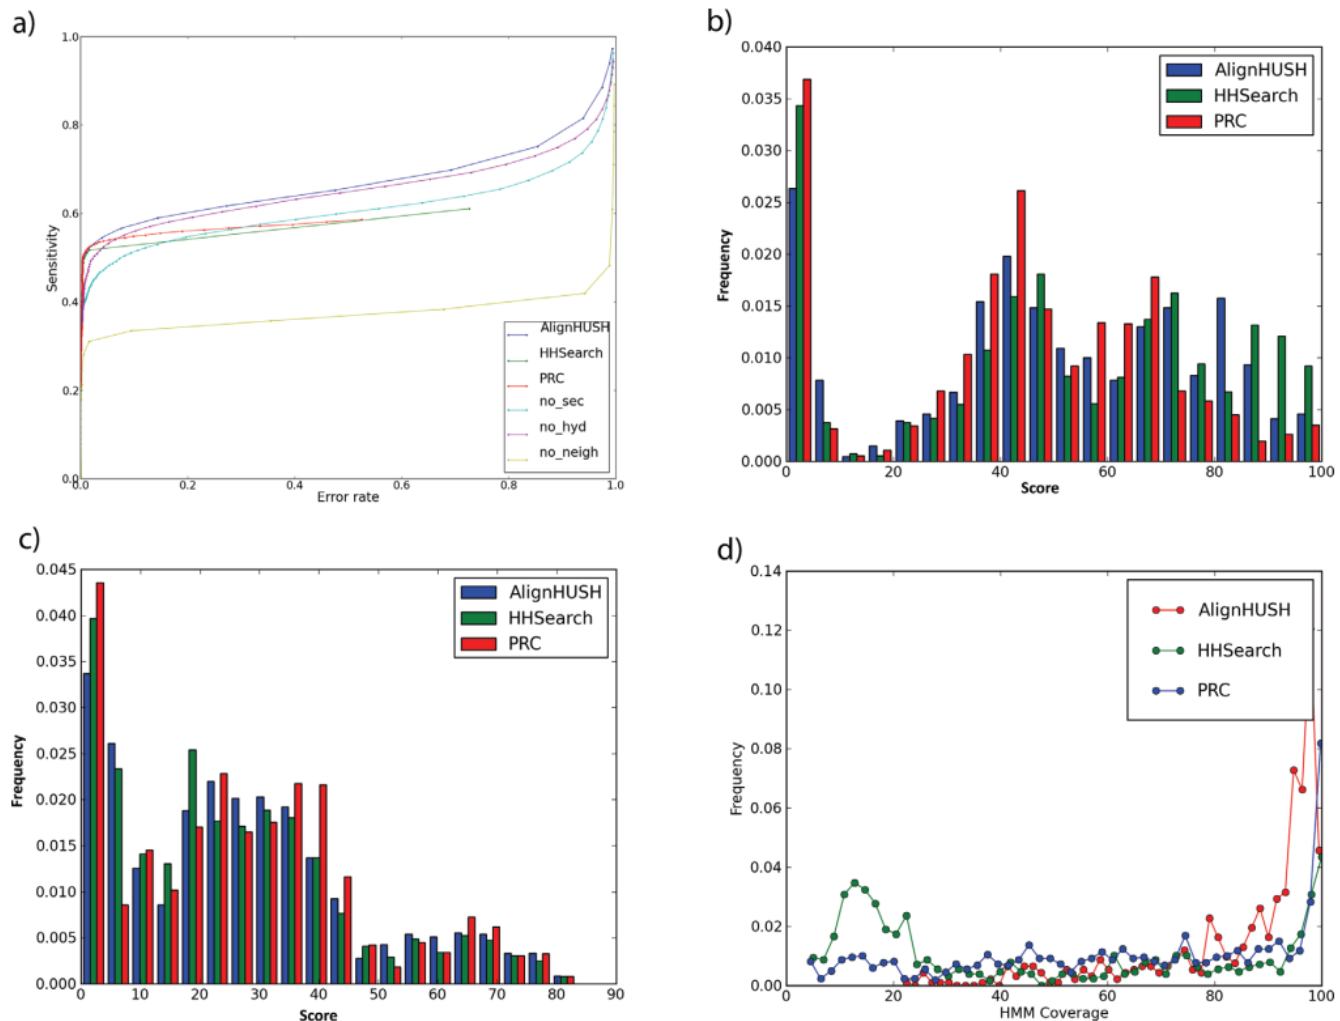 a)
1.0
0.8
0.6
0.4
0.2
0.0
Sensitivity
0.0 0.2 0.4 0.6 0.8 1.0
Error rate
AlignHUSH
HHSearch
PRC
no_sec
no_hyd
no_neigh
b)
0.040
0.035
0.030
0.025
0.020
0.015
0.010
0.005
0.000
Frequency
0 20 40 60 80 100
Score
AlignHUSH
HHSearch
PRC
c)
0.045
0.040
0.035
0.030
0.025
0.020
0.015
0.010
0.005
0.000
Frequency
0 10 20 30 40 50 60 70 80 90
Score
AlignHUSH
HHSearch
PRC
d)
0.14
0.12
0.10
0.08
0.06
0.04
0.02
0.00
Frequency
0 20 40 60 80 100
HMM Coverage
AlignHUSH
HHSearch
PRC